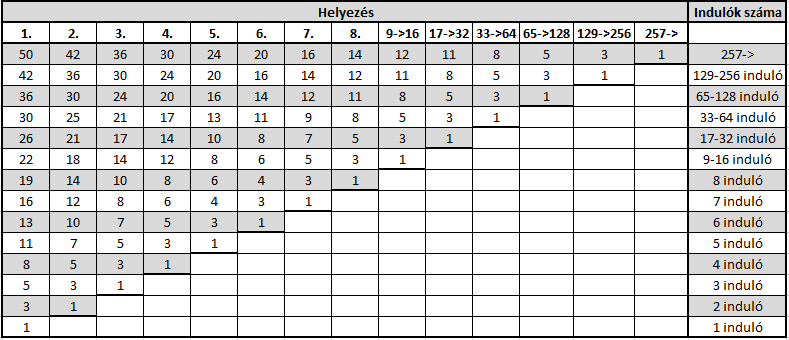 Helyezés Indulók száma
1. 2. 3. 4. 5. 6. 7. 8. 9->16 17->32 33->64 65->128 129->256 257->
50 42 36 30 24 20 16 14 12 11 8 5 3 1 257->
42 36 30 24 20 16 14 12 11 8 5 3 1 129-256 induló
36 30 24 20 16 14 12 11 8 5 3 1 65-128 induló
30 25 21 17 13 11 9 8 5 3 1 33-64 induló
26 21 17 14 10 8 7 5 3 1 17-32 induló
22 18 14 12 8 6 5 3 1 9-16 induló
19 14 10 8 6 4 3 1 8 induló
16 12 8 6 4 3 1 7 induló
13 10 7 5 3 1 6 induló
11 7 5 3 1 5 induló
8 5 3 1 4 induló
5 3 1 3 induló
3 1 2 induló
1 1 induló